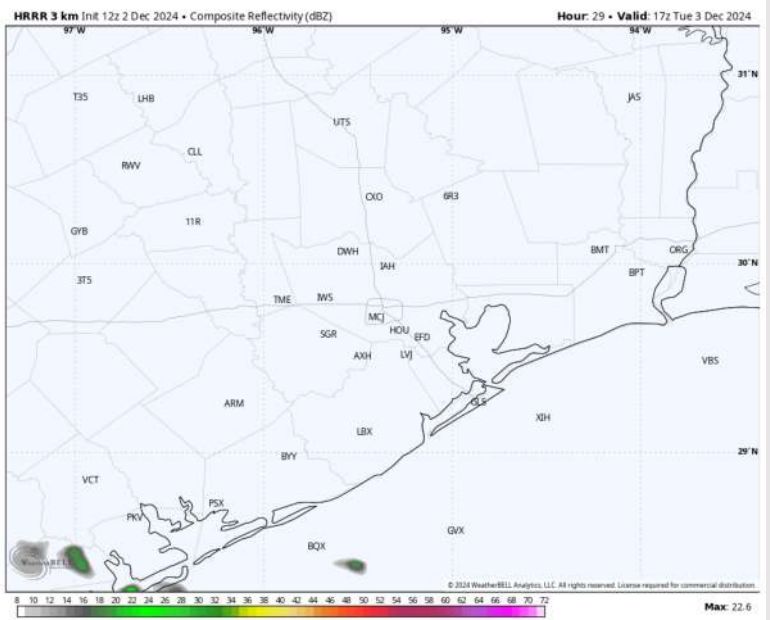 HRRR 3 km Init 12z 2 Dec 2024 • Composite Reflectivity (dBZ) Hour: 29 • Valid: 17z Tue 3 Dec 2024
97°W 96°W 95°W 94°W
31°N
T35 LHB JAS
UTS
CLL
RWV
CXO 6R3
11R
GYB
DWH BMT ORG
IAH 30°N
BPT
3T5
TME IWS
MCJ
SGR HOU EFD
AXH LVJ
VBS
ARM GLS
XIH
LBX
BYY 29°N
VCT
PSX
PKV
GVX
BQX
WeatherBELL
© 2024 WeatherBELL, LLC. All rights reserved. License required for commercial distribution.
8 10 12 14 16 18 20 22 24 26 28 30 32 34 36 38 40 42 44 46 48 50 52 54 56 58 60 62 64 66 68 70 72
Max: 22.6